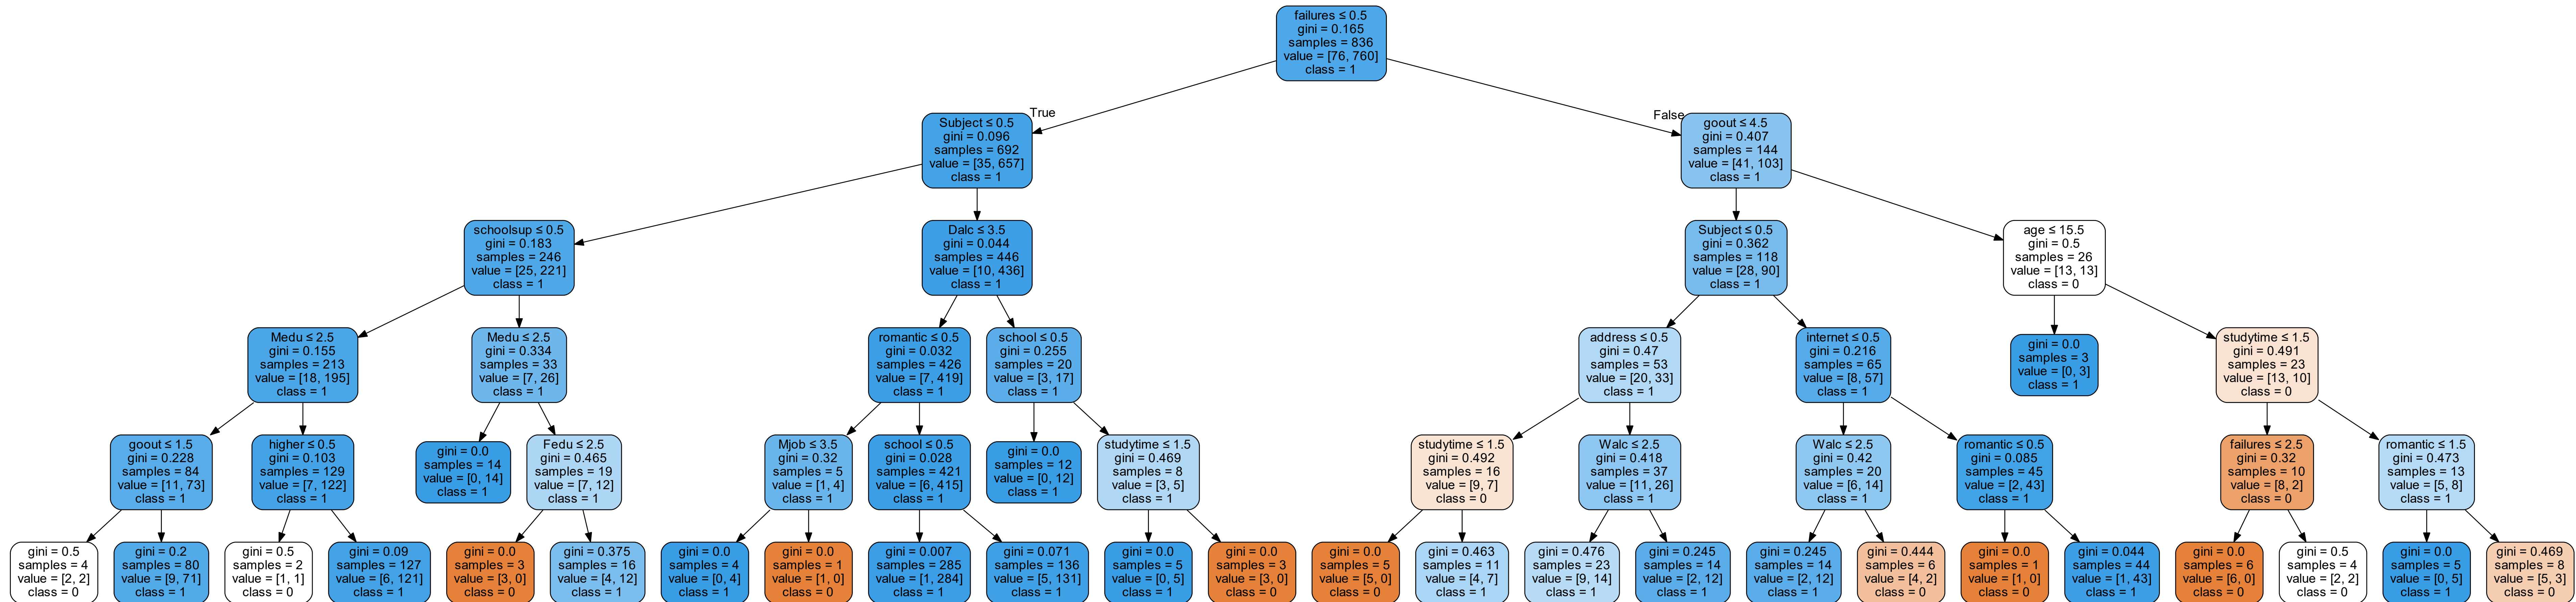 failures ≤ 0.5
gini = 0.165
samples = 836
value = [76, 760]
class = 1
True
False
Subject ≤ 0.5
gini = 0.096
samples = 692
value = [35, 657]
class = 1
goout ≤ 4.5
gini = 0.407
samples = 144
value = [41, 103]
class = 1
schoolsup ≤ 0.5
gini = 0.183
samples = 246
value = [25, 221]
class = 1
Dalc ≤ 3.5
gini = 0.044
samples = 446
value = [10, 436]
class = 1
Subject ≤ 0.5
gini = 0.362
samples = 118
value = [28, 90]
class = 1
age ≤ 15.5
gini = 0.5
samples = 26
value = [13, 13]
class = 0
Medu ≤ 2.5
gini = 0.155
samples = 213
value = [18, 195]
class = 1
Medu ≤ 2.5
gini = 0.334
samples = 33
value = [7, 26]
class = 1
romantic ≤ 0.5
gini = 0.032
samples = 426
value = [7, 419]
class = 1
school ≤ 0.5
gini = 0.255
samples = 20
value = [3, 17]
class = 1
address ≤ 0.5
gini = 0.47
samples = 53
value = [20, 33]
class = 1
internet ≤ 0.5
gini = 0.216
samples = 65
value = [8, 57]
class = 1
gini = 0.0
samples = 3
value = [0, 3]
class = 1
studytime ≤ 1.5
gini = 0.491
samples = 23
value = [13, 10]
class = 0
goout ≤ 1.5
gini = 0.228
samples = 84
value = [11, 73]
class = 1
higher ≤ 0.5
gini = 0.103
samples = 129
value = [7, 122]
class = 1
gini = 0.0
samples = 14
value = [0, 14]
class = 1
Fedu ≤ 2.5
gini = 0.465
samples = 19
value = [7, 12]
class = 1
Mjob ≤ 3.5
gini = 0.32
samples = 5
value = [1, 4]
class = 1
school ≤ 0.5
gini = 0.028
samples = 421
value = [6, 415]
class = 1
gini = 0.0
samples = 12
value = [0, 12]
class = 1
studytime ≤ 1.5
gini = 0.469
samples = 8
value = [3, 5]
class = 1
studytime ≤ 1.5
gini = 0.492
samples = 16
value = [9, 7]
class = 0
Walc ≤ 2.5
gini = 0.418
samples = 37
value = [11, 26]
class = 1
Walc ≤ 2.5
gini = 0.42
samples = 20
value = [6, 14]
class = 1
romantic ≤ 0.5
gini = 0.085
samples = 45
value = [2, 43]
class = 1
failures ≤ 2.5
gini = 0.32
samples = 10
value = [8, 2]
class = 0
romantic ≤ 1.5
gini = 0.473
samples = 13
value = [5, 8]
class = 1
gini = 0.5
samples = 4
value = [2, 2]
class = 0
gini = 0.2
samples = 80
value = [9, 71]
class = 1
gini = 0.5
samples = 2
value = [1, 1]
class = 0
gini = 0.09
samples = 127
value = [6, 121]
class = 1
gini = 0.0
samples = 3
value = [3, 0]
class = 0
gini = 0.375
samples = 16
value = [4, 12]
class = 1
gini = 0.0
samples = 4
value = [0, 4]
class = 1
gini = 0.0
samples = 1
value = [1, 0]
class = 0
gini = 0.007
samples = 285
value = [1, 284]
class = 1
gini = 0.071
samples = 136
value = [5, 131]
class = 1
gini = 0.0
samples = 5
value = [0, 5]
class = 1
gini = 0.0
samples = 3
value = [3, 0]
class = 0
gini = 0.0
samples = 5
value = [5, 0]
class = 0
gini = 0.463
samples = 11
value = [4, 7]
class = 1
gini = 0.476
samples = 23
value = [9, 14]
class = 1
gini = 0.245
samples = 14
value = [2, 12]
class = 1
gini = 0.245
samples = 14
value = [2, 12]
class = 1
gini = 0.444
samples = 6
value = [4, 2]
class = 0
gini = 0.0
samples = 1
value = [1, 0]
class = 0
gini = 0.044
samples = 44
value = [1, 43]
class = 1
gini = 0.0
samples = 6
value = [6, 0]
class = 0
gini = 0.5
samples = 4
value = [2, 2]
class = 0
gini = 0.0
samples = 5
value = [0, 5]
class = 1
gini = 0.469
samples = 8
value = [5, 3]
class = 0